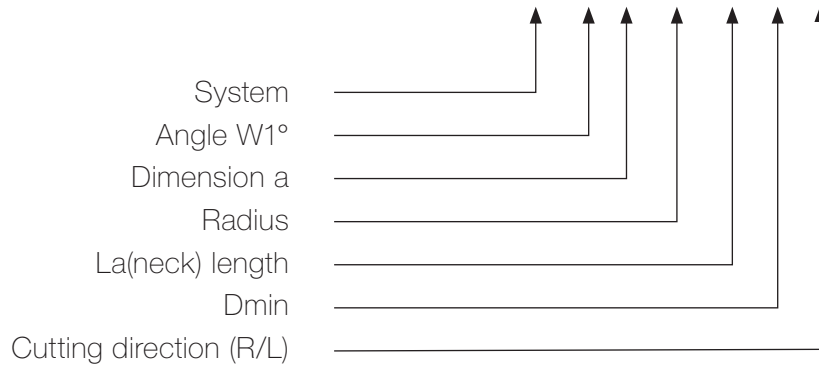 System
Angle W1°
Dimension a
Radius
La(neck) length
Dmin
Cutting direction (R/L)